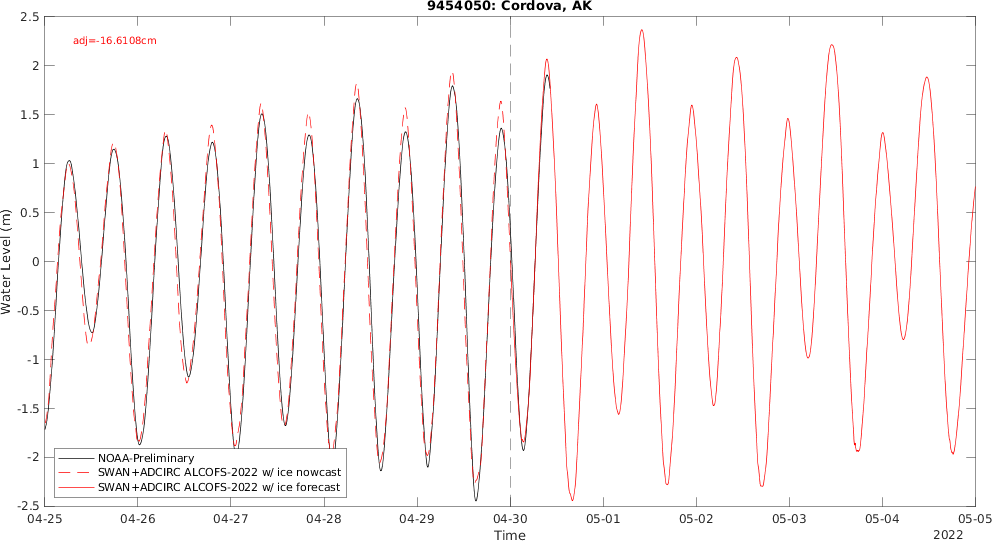 9454050: Cordova, AK
adj=-16.6108cm
2.5
2
1.5
1
0.5
0
-0.5
-1
-1.5
-2
-2.5
Water Level (m)
NOAA-Preliminary
SWAN+ADCIRC ALCOFS-2022 w/ ice nowcast
SWAN+ADCIRC ALCOFS-2022 w/ ice forecast
04-25 04-26 04-27 04-28 04-29 04-30 05-01 05-02 05-03 05-04 05-05
Time
2022